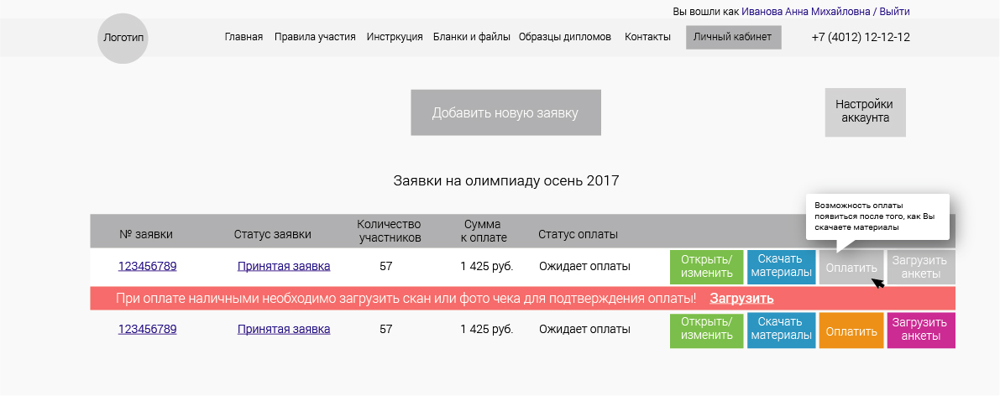 Вы вошли как Иванова Анна Михайловна / Выйти
Логотип
Главная Правила участия Инсткруция Бланки и файлы Образцы дипломов Контакты Личный кабинет +7 (4012) 12-12-12
Добавить новую заявку
Настройки
аккаунта
Заявки на олимпиаду осень 2017
Возможность оплаты
появиться после того, как Вы
скачаете материалы
№ заявки Статус заявки Количество участников Сумма к оплате Статус оплаты
123456789 Принятая заявка 57 1 425 руб. Ожидает оплаты
Открыть/
изменить
Скачать
материалы
Оплатить
Загрузить
анкеты
При оплате наличными необходимо загрузить скан или фото чека для подтверждения оплаты! Загрузить
123456789 Принятая заявка 57 1 425 руб. Ожидает оплаты
Открыть/
изменить
Скачать
материалы
Оплатить
Загрузить
анкеты